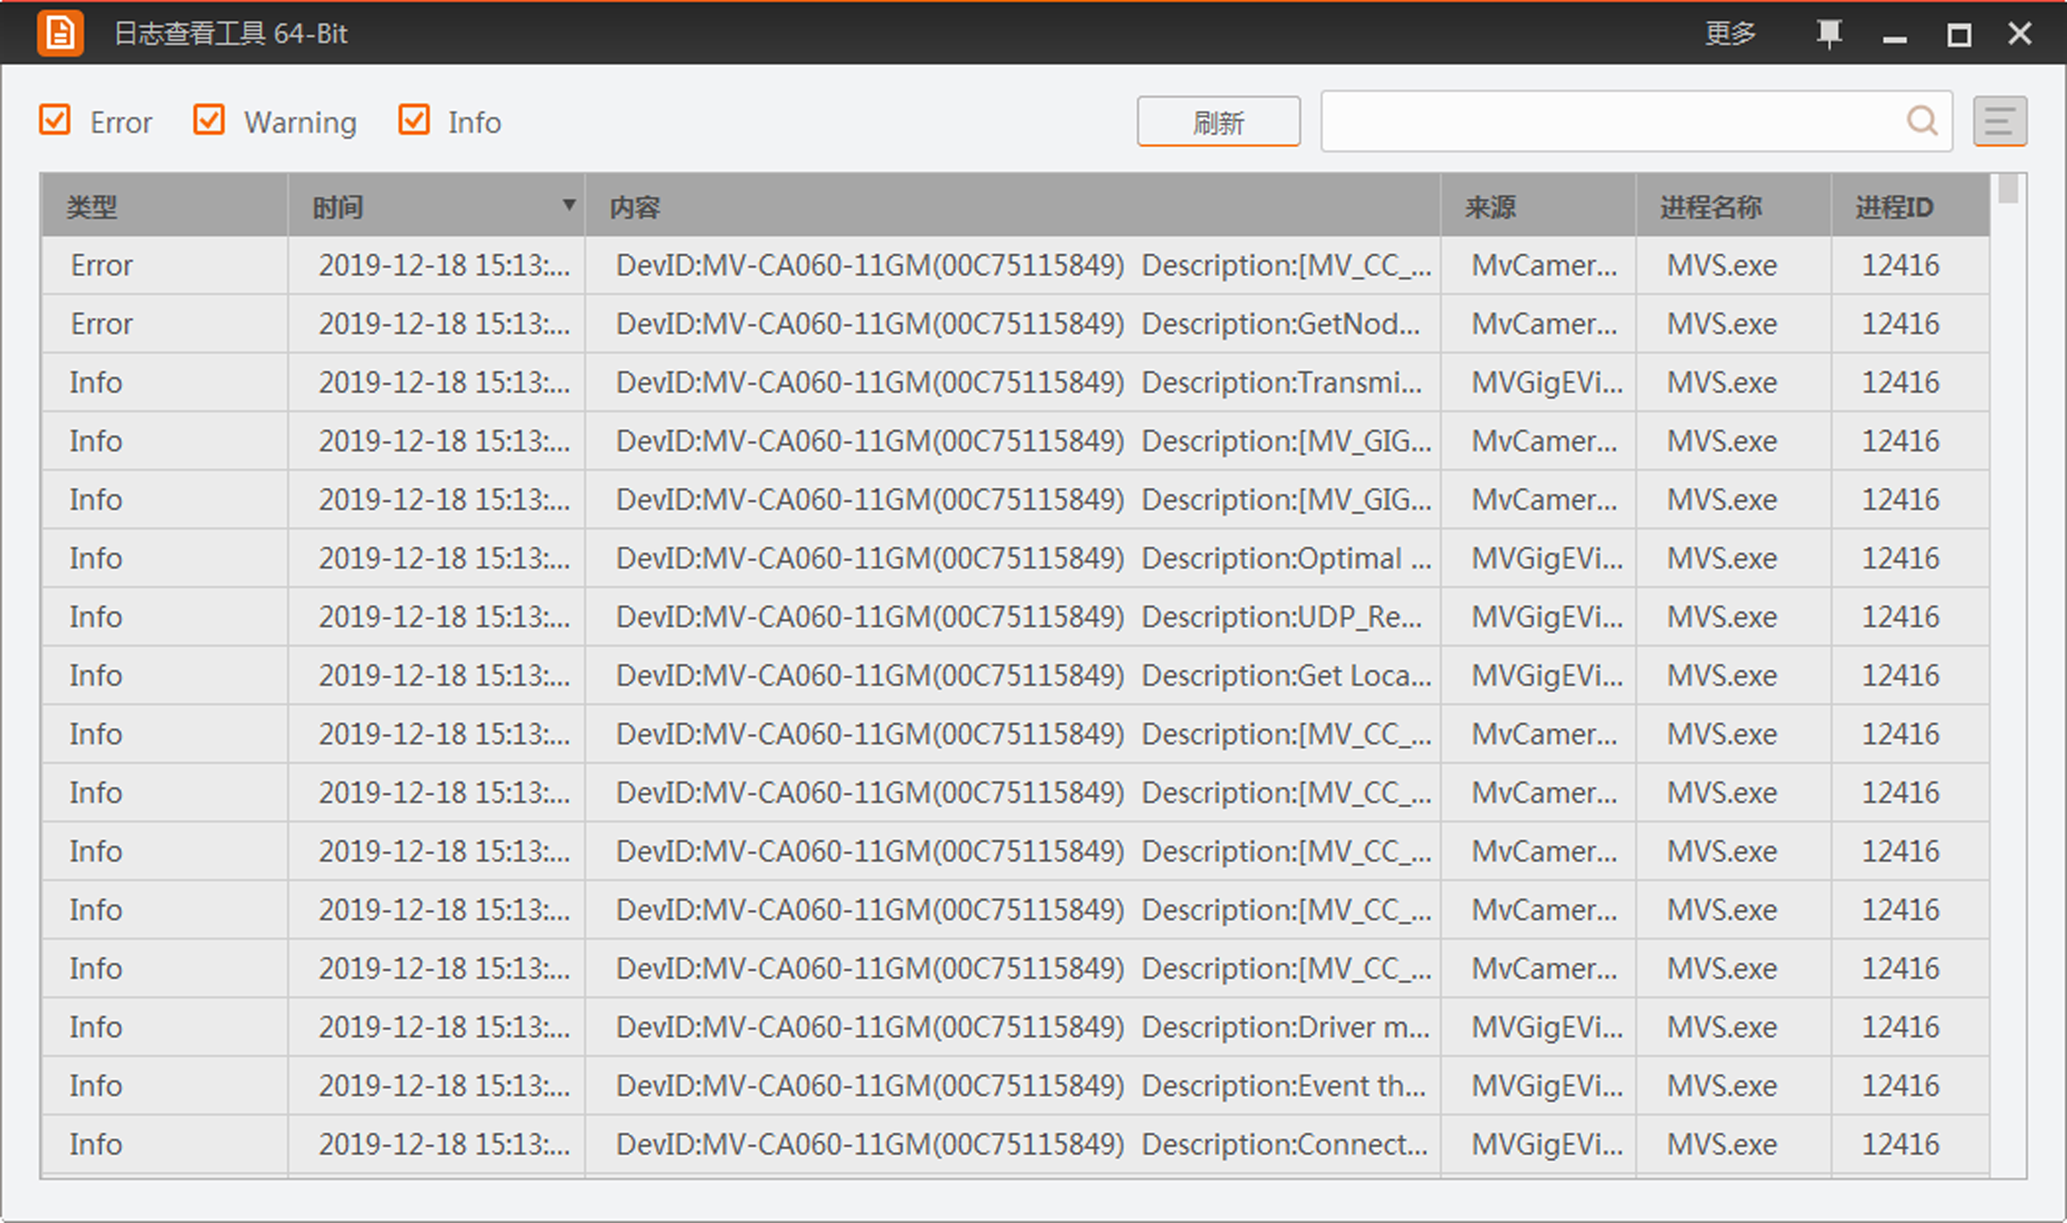 日志查看工具 64-Bit 更多
Error Warning Info 刷新
类型 时间 内容 来源 进程名称 进程ID
Error 2019-12-18 15:13:... DevID:MV-CA060-11GM(00C75115849) Description:[MV_CC_... MvCamer... MVS.exe 12416
Error 2019-12-18 15:13:... DevID:MV-CA060-11GM(00C75115849) Description:GetNod... MvCamer... MVS.exe 12416
Info 2019-12-18 15:13:... DevID:MV-CA060-11GM(00C75115849) Description:Transmi... MVGigEVi... MVS.exe 12416
Info 2019-12-18 15:13:... DevID:MV-CA060-11GM(00C75115849) Description:[MV_GIG... MvCamer... MVS.exe 12416
Info 2019-12-18 15:13:... DevID:MV-CA060-11GM(00C75115849) Description:[MV_GIG... MvCamer... MVS.exe 12416
Info 2019-12-18 15:13:... DevID:MV-CA060-11GM(00C75115849) Description:Optimal ... MVGigEVi... MVS.exe 12416
Info 2019-12-18 15:13:... DevID:MV-CA060-11GM(00C75115849) Description:UDP_Re... MVGigEVi... MVS.exe 12416
Info 2019-12-18 15:13:... DevID:MV-CA060-11GM(00C75115849) Description:Get Loca... MVGigEVi... MVS.exe 12416
Info 2019-12-18 15:13:... DevID:MV-CA060-11GM(00C75115849) Description:[MV_CC_... MvCamer... MVS.exe 12416
Info 2019-12-18 15:13:... DevID:MV-CA060-11GM(00C75115849) Description:[MV_CC_... MvCamer... MVS.exe 12416
Info 2019-12-18 15:13:... DevID:MV-CA060-11GM(00C75115849) Description:[MV_CC_... MvCamer... MVS.exe 12416
Info 2019-12-18 15:13:... DevID:MV-CA060-11GM(00C75115849) Description:[MV_CC_... MvCamer... MVS.exe 12416
Info 2019-12-18 15:13:... DevID:MV-CA060-11GM(00C75115849) Description:[MV_CC_... MvCamer... MVS.exe 12416
Info 2019-12-18 15:13:... DevID:MV-CA060-11GM(00C75115849) Description:Driver m... MVGigEVi... MVS.exe 12416
Info 2019-12-18 15:13:... DevID:MV-CA060-11GM(00C75115849) Description:Event th... MVGigEVi... MVS.exe 12416
Info 2019-12-18 15:13:... DevID:MV-CA060-11GM(00C75115849) Description:Connect... MVGigEVi... MVS.exe 12416